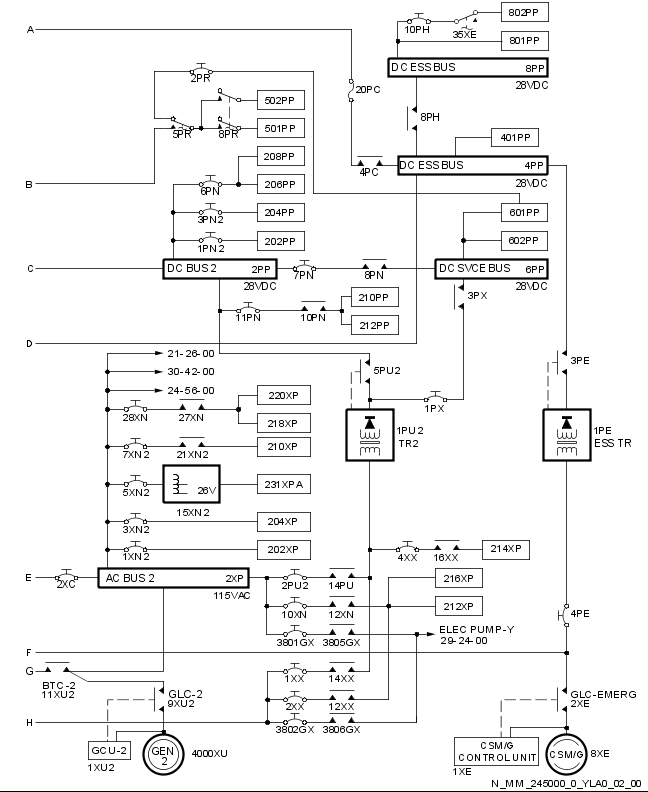 802PP
10PH
35XE
801PP
A
DC ESS BUS 8PP
28VDC
2PR
20PC
502PP
8PH
5PR
8PR
501PP
401PP
208PP
DC ESS BUS 4PP
4PC
28VDC
B
6PN
206PP
3PN2
204PP
601PP
1PN2
202PP
602PP
C
DC BUS 2 2PP
7PN
8PN
DC SVCE BUS 6PP
28VDC
28VDC
210PP
3PX
11PN
10PN
212PP
D
21-26-00
5PU2
3PE
30-42-00
24-56-00
220XP
1PX
28XN
27XN
218XP
1PU2
TR2
1PE
ESS TR
7XN2
21XN2
210XP
5XN2
26V
231XPA
15XN2
3XN2
204XP
1XN2
202XP
4XX
16XX
214XP
E
2XC
AC BUS 2 2XP
115VAC
2PU2
14PU
216XP
10XN
12XN
212XP
4PE
3801GX
3805GX
ELEC PUMP-Y
29-24-00
F
G
BTC-2
11XU2
1XX
14XX
GLC-2
9XU2
2XX
12XX
GLC-EMERG
2XE
H
3802GX
3806GX
GCU-2
1XU2
GEN
2
4000XU
CSM/G
CONTROL UNIT
1XE
CSM/G
8XE
N_MM_245000_0_YLA0_02_00